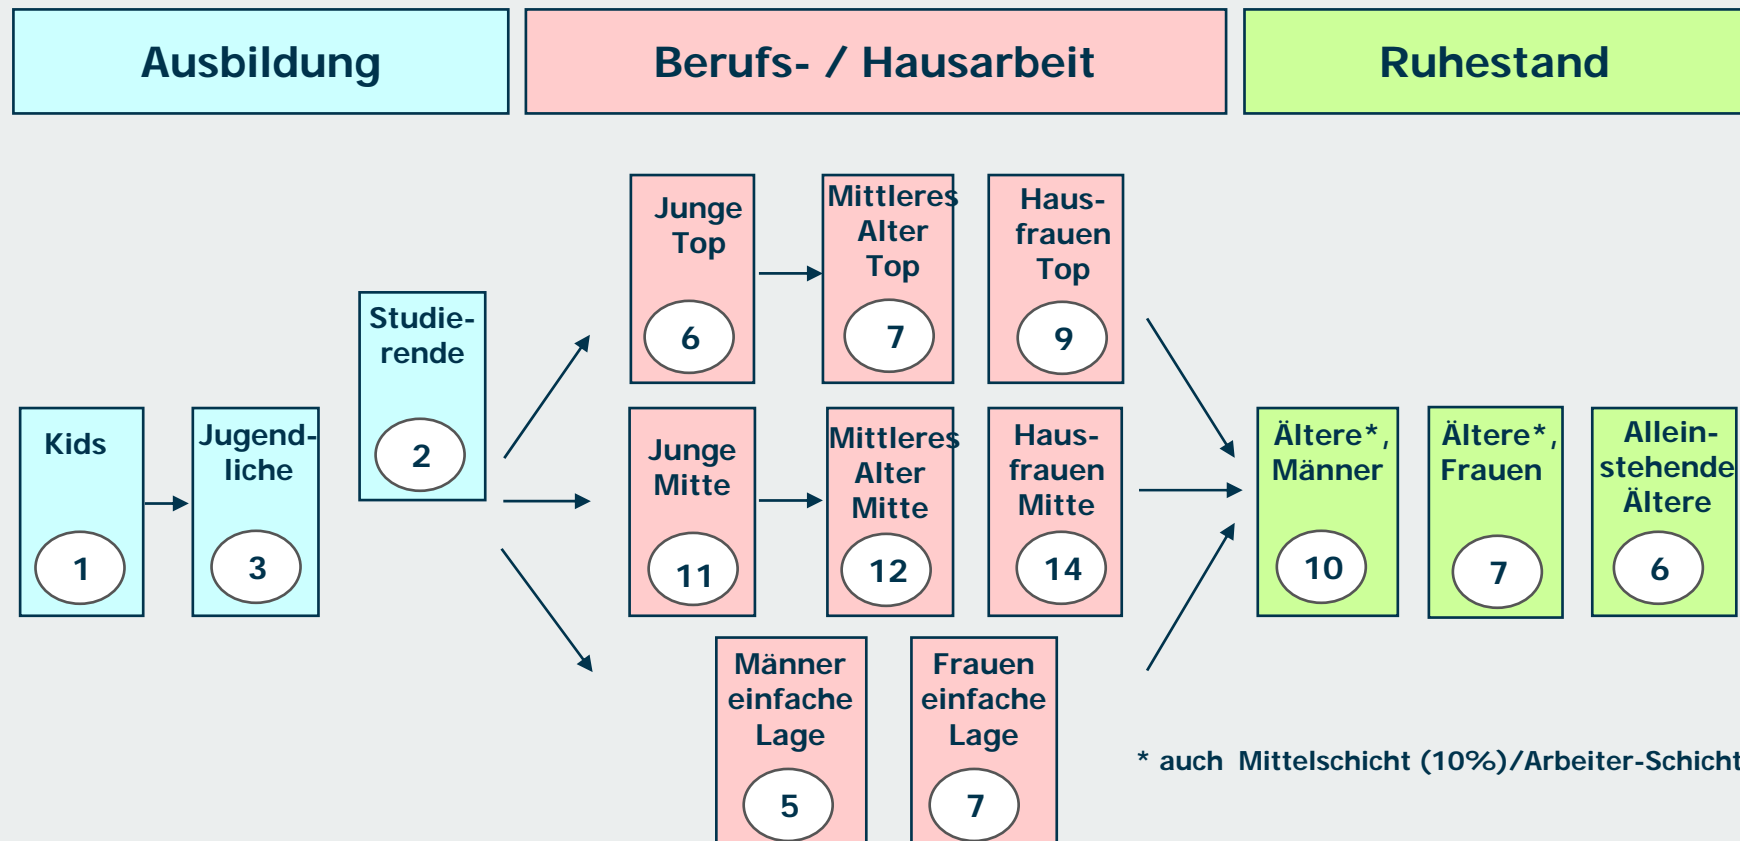 Ausbildung
Berufs- / Hausarbeit
Ruhestand
Kids
1
Jugend-
liche
3
Studie-
rende
2
Junge
Top
6
Mittleres
Alter
Top
7
Haus-
frauen
Top
9
Junge
Mitte
11
Mittleres
Alter
Mitte
12
Haus-
frauen
Mitte
14
Männer
einfache
Lage
5
Frauen
einfache
Lage
7
Ältere*,
Männer
10
Ältere*,
Frauen
7
Allein-
stehende
Ältere
6
* auch Mittelschicht (10%)/Arbeiter-Schicht